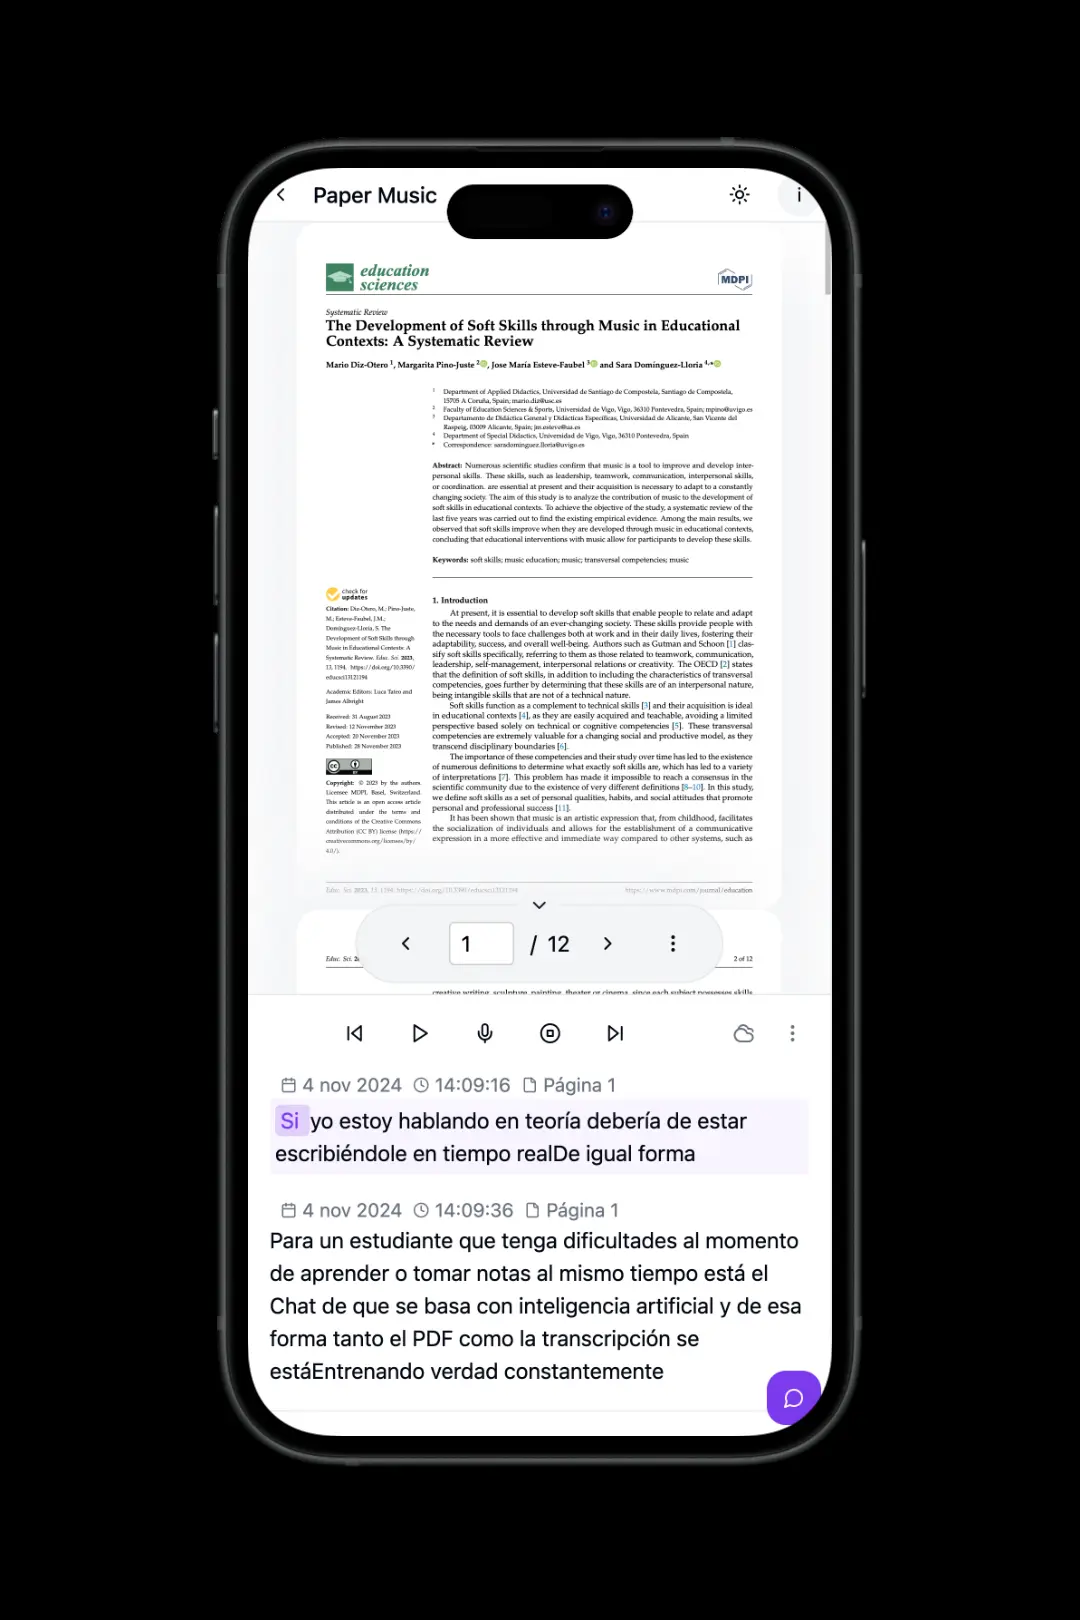 Paper Music
i
education
sciences
MDPI
Systematic Review
The Development of Soft Skills through Music in Educational
Contexts: A Systematic Review
Mario Diz-Otero 1, Margarita Pino-Juste 2, Jose María Esteve-Faubel 3 and Sara Domínguez-Lloria 4,*
1 Department of Applied Didactics, Universidad de Santiago de Compostela, Santiago de Compostela,
15705 A Coruña, Spain; mario.diz@usc.es
2 Faculty of Education Sciences & Sports, Universidad de Vigo, Vigo, 36310 Pontevedra, Spain; mpino@uvigo.es
3 Departamento de Didáctica General y Didácticas Específicas, Universidad de Alicante, San Vicente del
Raspeig, 03009 Alicante, Spain; jm.esteve@ua.es
4 Department of Special Didactics, Universidad de Vigo, Vigo, 36310 Pontevedra, Spain
* Correspondence: saradominguez.lloria@uvigo.es
Abstract: Numerous scientific studies confirm that music is a tool to improve and develop inter-
personal skills. These skills, such as leadership, teamwork, communication, interpersonal skills,
or coordination. are essential at present and their acquisition is necessary to adapt to a constantly
changing society. The aim of this study is to analyze the contribution of music to the development of
soft skills in educational contexts. To achieve the objective of the study, a systematic review of the
last five years was carried out to find the existing empirical evidence. Among the main results, we
observed that soft skills improve when they are developed through music in educational contexts,
concluding that educational interventions with music allow for participants to develop these skills.
Keywords: soft skills; music education; music; transversal competencies; music
check for
updates
Citation: Diz-Otero, M.; Pino-Juste,
M.; Esteve-Faubel, J.M.;
Domínguez-Lloria, S. The
Development of Soft Skills through
Music in Educational Contexts: A
Systematic Review. Educ. Sci. 2023,
13, 1194. https://doi.org/10.3390/
educsci13121194
Academic Editors: Luca Tateo and
James Albright
Received: 31 August 2023
Revised: 12 November 2023
Accepted: 20 November 2023
Published: 28 November 2023
cc
BY
Copyright: © 2023 by the authors.
Licensee MDPI, Basel, Switzerland.
This article is an open access article
distributed under the terms and
conditions of the Creative Commons
Attribution (CC BY) license (https://
creativecommons.org/licenses/by/
4.0/).
1. Introduction
At present, it is essential to develop soft skills that enable people to relate and adapt
to the needs and demands of an ever-changing society. These skills provide people with
the necessary tools to face challenges both at work and in their daily lives, fostering their
adaptability, success, and overall well-being. Authors such as Gutman and Schoon [1] clas-
sify soft skills specifically, referring to them as those related to teamwork, communication,
leadership, self-management, interpersonal relations or creativity. The OECD [2] states
that the definition of soft skills, in addition to including the characteristics of transversal
competencies, goes further by determining that these skills are of an interpersonal nature,
being intangible skills that are not of a technical nature.
Soft skills function as a complement to technical skills [3] and their acquisition is ideal
in educational contexts [4], as they are easily acquired and teachable, avoiding a limited
perspective based solely on technical or cognitive competencies [5]. These transversal
competencies are extremely valuable for a changing social and productive model, as they
transcend disciplinary boundaries [6].
The importance of these competencies and their study over time has led to the existence
of numerous definitions to determine what exactly soft skills are, which has led to a variety
of interpretations [7]. This problem has made it impossible to reach a consensus in the
scientific community due to the existence of very different definitions [8–10]. In this study,
we define soft skills as a set of personal qualities, habits, and social attitudes that promote
personal and professional success [11].
It has been shown that music is an artistic expression that, from childhood, facilitates
the socialization of individuals and allows for the establishment of a communicative
expression in a more effective and immediate way compared to other systems, such as
Educ. Sci. 2023, 13, 1194. https://doi.org/10.3390/educsci13121194
https://www.mdpi.com/journal/education
1 / 12
Educ. Sci. 2
2 of 12
creative writing, sculpture, painting, theater or cinema, since each subject possesses skills
4 nov 2024 14:09:16 Página 1
Si yo estoy hablando en teoría debería de estar
escribiéndole en tiempo realDe igual forma
4 nov 2024 14:09:36 Página 1
Para un estudiante que tenga dificultades al momento
de aprender o tomar notas al mismo tiempo está el
Chat de que se basa con inteligencia artificial y de esa
forma tanto el PDF como la transcripción se
estáEntrenando verdad constantemente